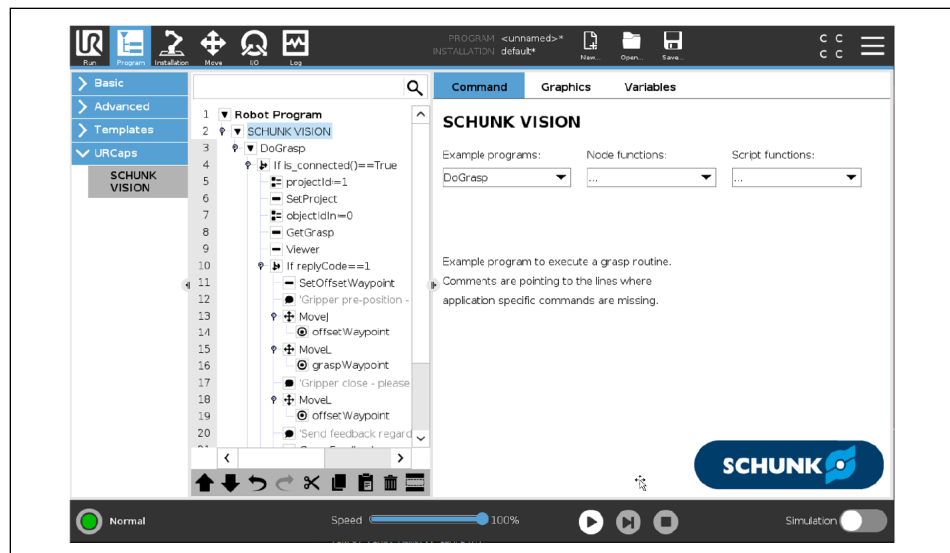 PROGRAM <unnamed>*
INSTALLATION default*
Run
Program
Installation
Move
I/O
Log
New...
Open...
Save...
C C
C C
Basic
Advanced
Templates
URCaps
SCHUNK
VISION
1 Robot Program
2 SCHUNK VISION
3 DoGrasp
4 If is_connected()==True
5 projectId≔1
6 SetProject
7 objectIdIn≔0
8 GetGrasp
9 Viewer
10 If replyCode==1
11 SetOffsetWaypoint
12 'Gripper pre-position -
13 MoveJ
14 offsetWaypoint
15 MoveL
16 graspWaypoint
17 'Gripper close - please
18 MoveL
19 offsetWaypoint
20 'Send feedback regard
Command Graphics Variables
SCHUNK VISION
Example programs: Node functions: Script functions:
DoGrasp ... ...
Example program to execute a grasp routine.
Comments are pointing to the lines where
application specific commands are missing.
SCHUNK
Normal
Speed 100%
Simulation